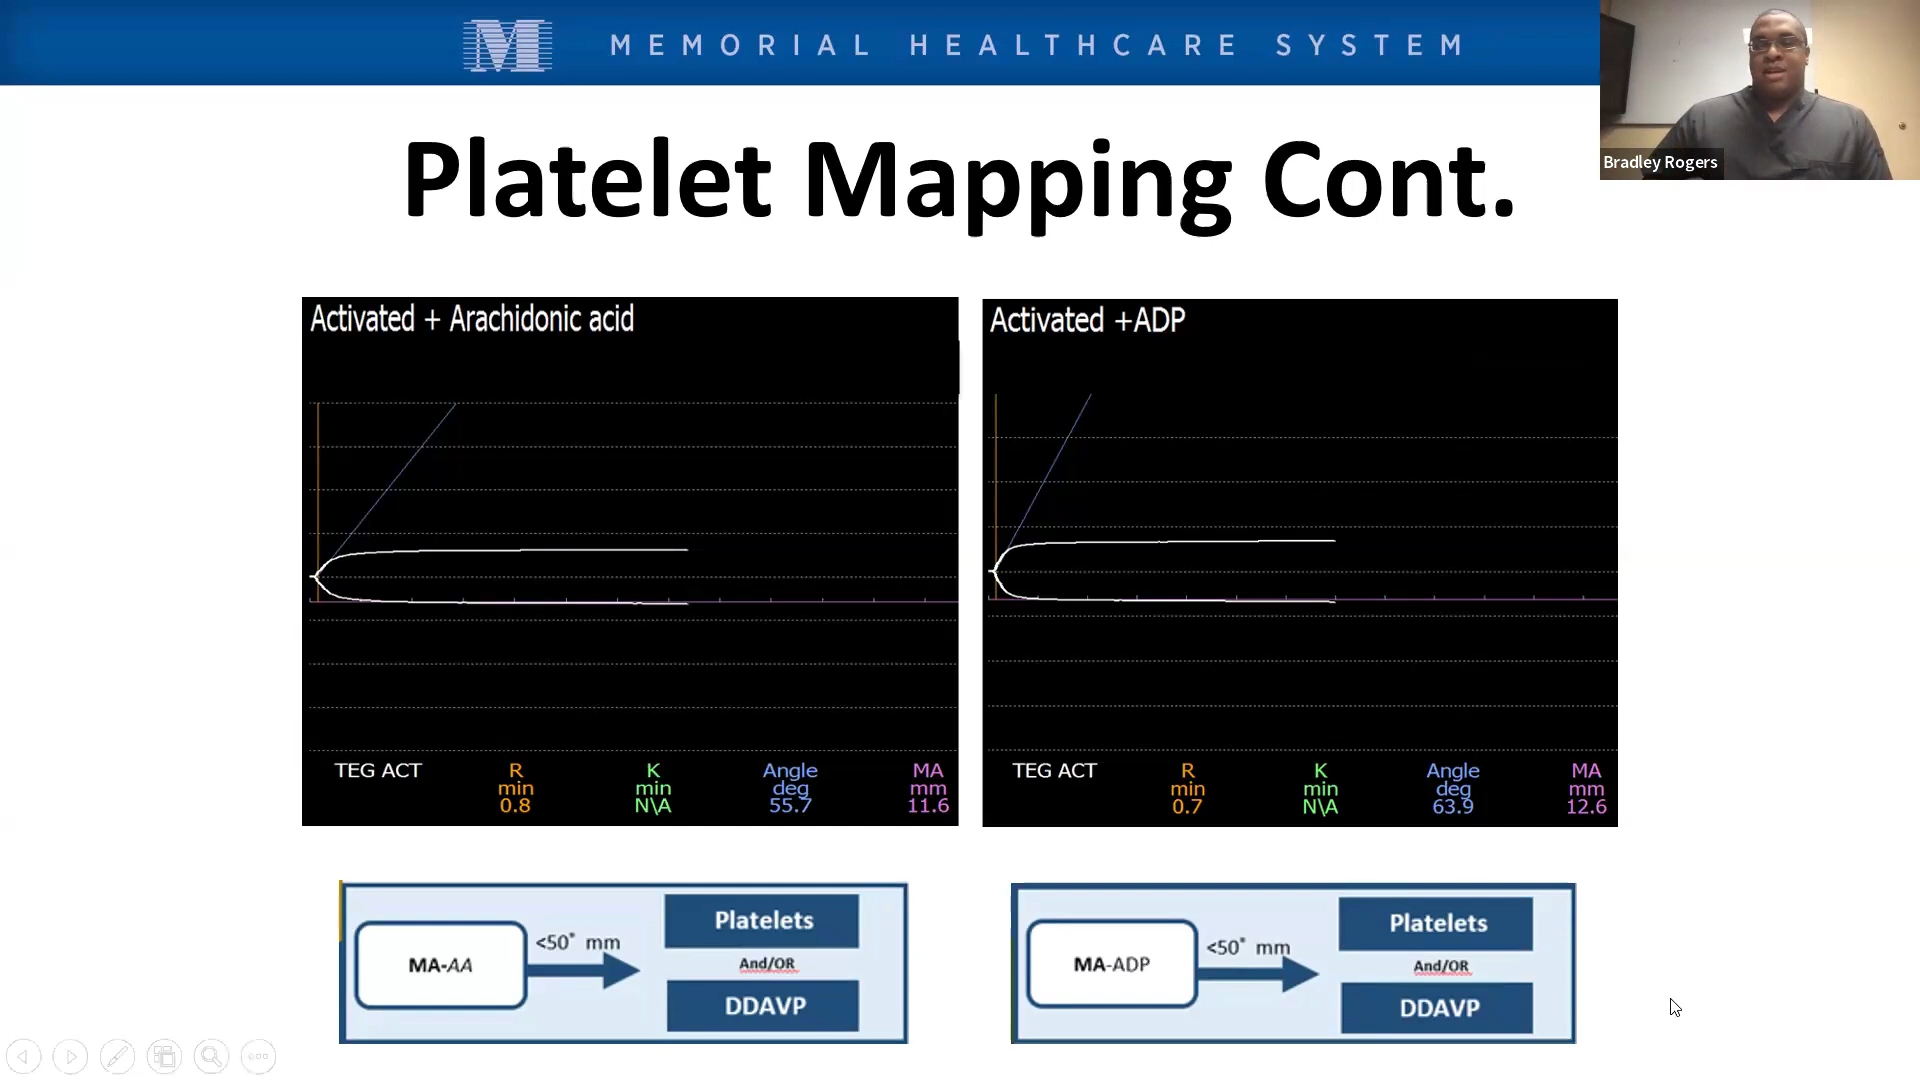 MEMORIAL HEALTHCARE SYSTEM
Bradley Rogers
Platelet Mapping Cont.
Activated + Arachidonic acid
TEG ACT
R
min
0.8
K
min
N\A
Angle
deg
55.7
MA
mm
11.6
Activated +ADP
TEG ACT
R
min
0.7
K
min
N\A
Angle
deg
63.9
MA
mm
12.6
MA-AA
<50* mm
Platelets
And/OR
DDAVP
MA-ADP
<50* mm
Platelets
And/OR
DDAVP